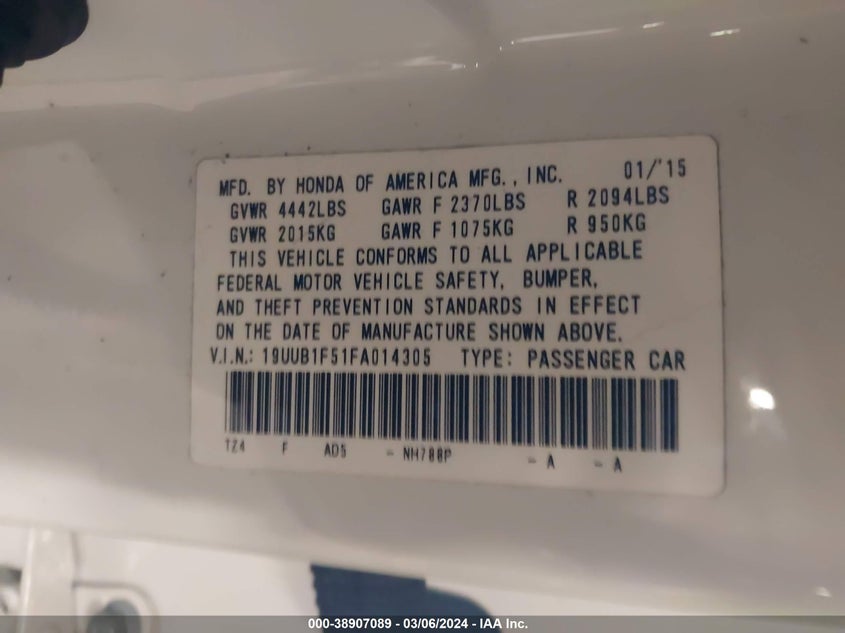 MFD. BY HONDA OF AMERICA MFG., INC. 01/'15
GVWR 4442LBS GAWR F 2370LBS R 2094LBS
GVWR 2015KG GAWR F 1075KG R 950KG
THIS VEHICLE CONFORMS TO ALL APPLICABLE
FEDERAL MOTOR VEHICLE SAFETY, BUMPER,
AND THEFT PREVENTION STANDARDS IN EFFECT
ON THE DATE OF MANUFACTURE SHOWN ABOVE.
V.I.N.: 19UUB1F51FA014305 TYPE: PASSENGER CAR
TZ4 F AD5 - NH788P - A - A
000-38907089 - 03/06/2024 - IAA Inc.